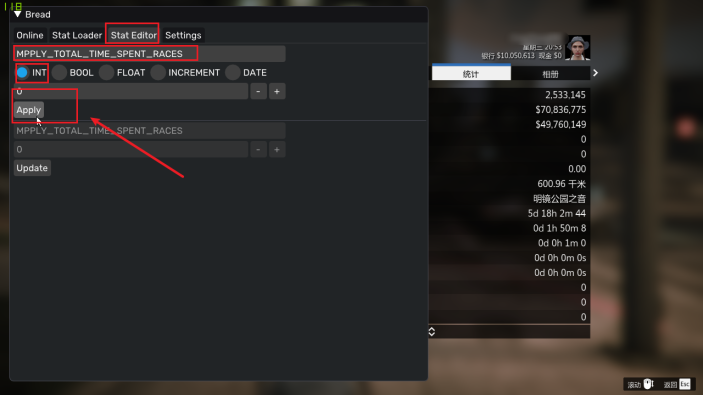 Bread
Online Stat Loader Stat Editor Settings
MPPLY_TOTAL_TIME_SPENT_RACES
INT BOOL FLOAT INCREMENT DATE
0 - +
Apply
MPPLY_TOTAL_TIME_SPENT_RACES
0 - +
Update
星期三 20:53
银行 $10,050,613 现金 $0
统计 相册
2,533,145
$70,836,775
$49,760,149
0
0
0.00
600.96 千米
明镜公园之音
5d 18h 2m 44
0d 1h 50m 8
0d 0h 1m 0
0d 0h 0m 0s
0d 0h 0m 0s
0
0
0
滚动 返回 Esc